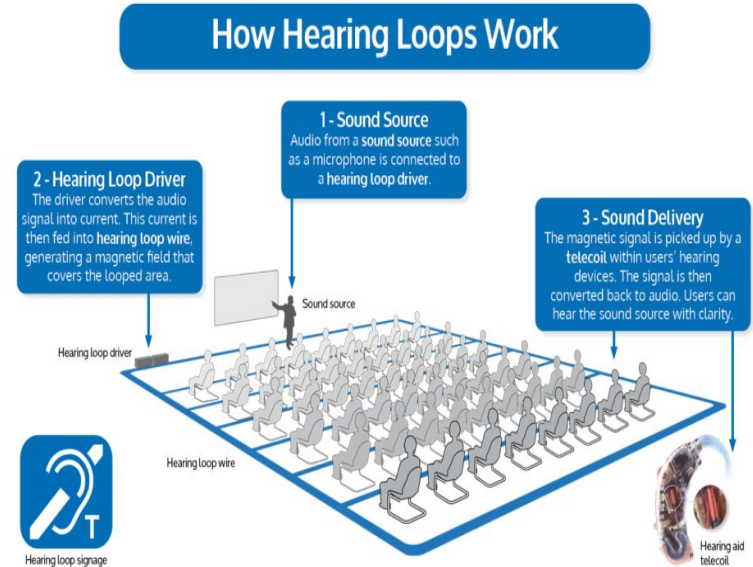 How Hearing Loops Work
1 - Sound Source
Audio from a sound source such
as a microphone is connected to
a hearing loop driver.
2 - Hearing Loop Driver
The driver converts the audio
signal into current. This current is
then fed into hearing loop wire,
generating a magnetic field that
covers the looped area.
3 - Sound Delivery
The magnetic signal is picked up by a
telecoil within users' hearing
devices. The signal is then
converted back to audio. Users can
hear the sound source with clarity.
Sound source
Hearing loop driver
Hearing loop wire
T
Hearing loop signage
Hearing aid
telecoil